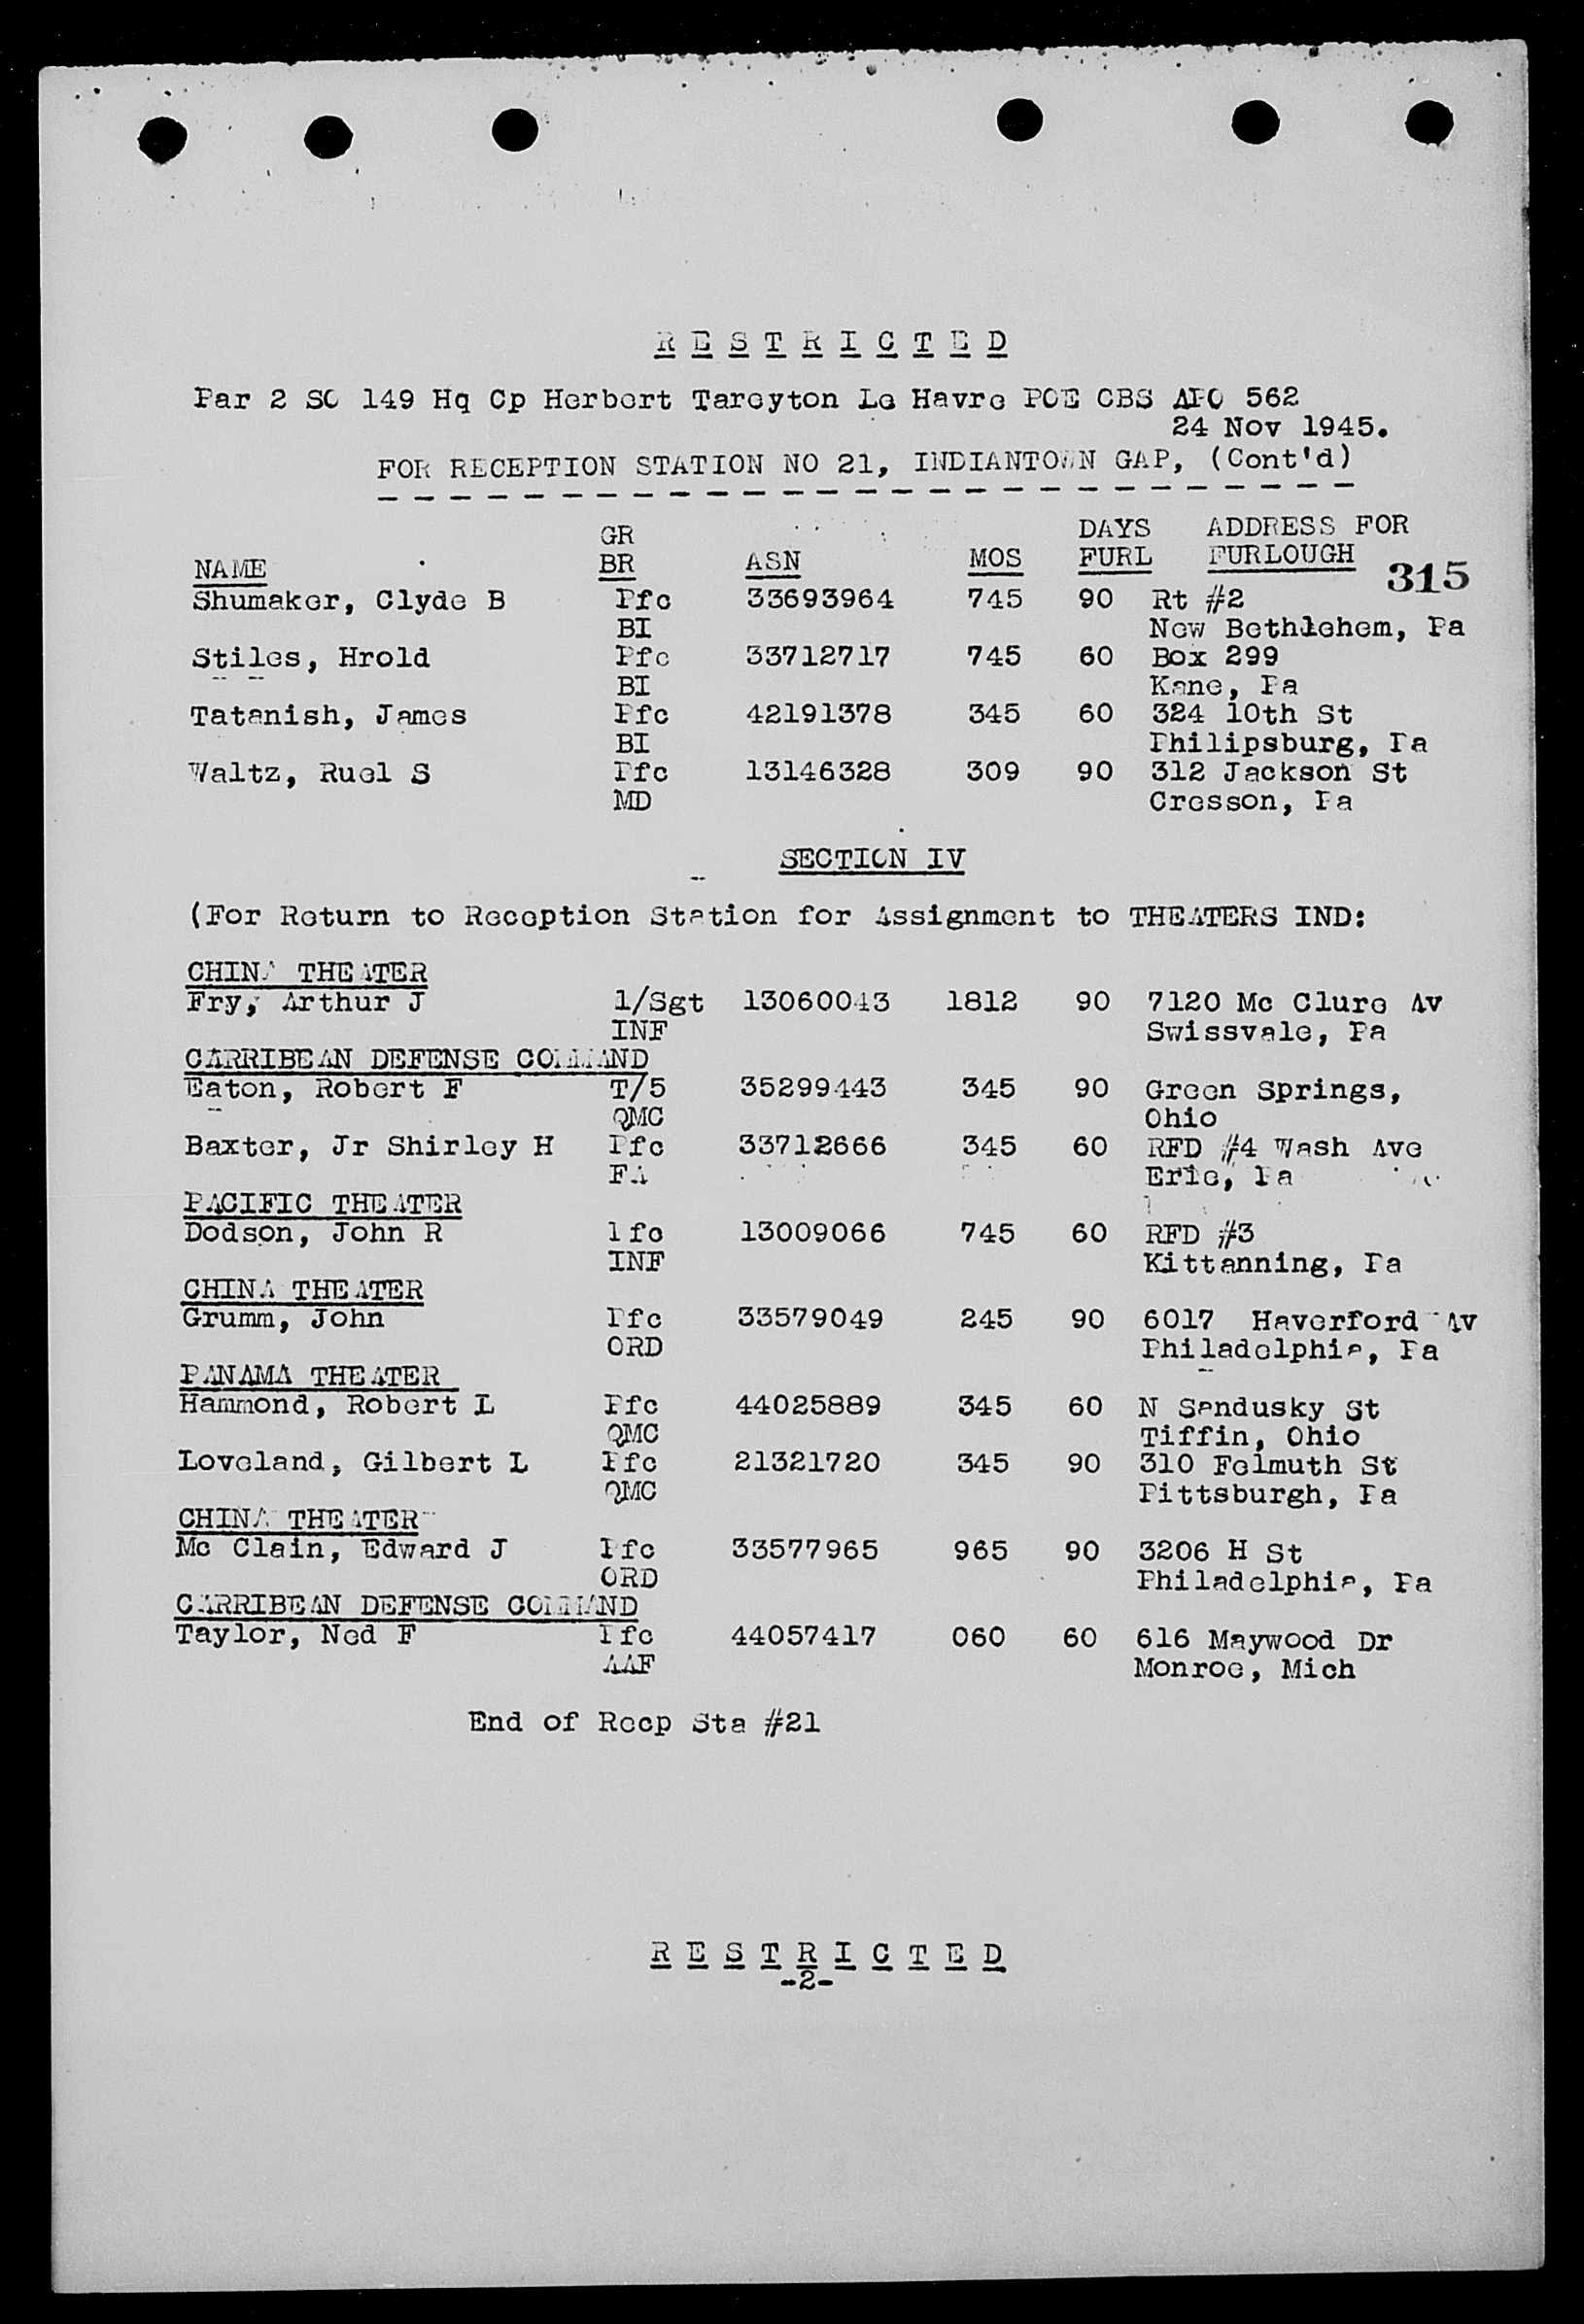 R E S T R I C T E D
Par 2 SO 149 Hq Cp Herbert Tareyton Le Havre POE CBS APO 562
24 Nov 1945.
FOR RECEPTION STATION NO 21, INDIANTOWN GAP, (Cont'd)
GR DAYS ADDRESS FOR
NAME BR ASN MOS FURL FURLOUGH
315
Shumaker, Clyde B Pfc 33693964 745 90 Rt #2
BI New Bethlehem, Pa
Stiles, Hrold Pfc 33712717 745 60 Box 299
BI Kane, Pa
Tatanish, James Pfc 42191378 345 60 324 10th St
BI Philipsburg, Pa
Waltz, Ruel S Pfc 13146328 309 90 312 Jackson St
MD Cresson, Pa
SECTION IV
(For Return to Reception Station for Assignment to THEATERS IND:
CHINA THEATER
Fry, Arthur J 1/Sgt 13060043 1812 90 7120 Mc Clure Av
INF Swissvale, Pa
CARRIBEAN DEFENSE COMMAND
Eaton, Robert F T/5 35299443 345 90 Green Springs,
QMC Ohio
Baxter, Jr Shirley H Pfc 33712666 345 60 RFD #4 Wash Ave
FA Erie, Pa
PACIFIC THEATER
Dodson, John R Pfc 13009066 745 60 RFD #3
INF Kittanning, Pa
CHINA THEATER
Grumm, John Pfc 33579049 245 90 6017 Haverford Av
ORD Philadelphia, Pa
PANAMA THEATER
Hammond, Robert L Pfc 44025889 345 60 N Sandusky St
QMC Tiffin, Ohio
Loveland, Gilbert L Pfc 21321720 345 90 310 Felmuth St
QMC Pittsburgh, Pa
CHINA THEATER
Mc Clain, Edward J Pfc 33577965 965 90 3206 H St
ORD Philadelphia, Pa
CARRIBEAN DEFENSE COMMAND
Taylor, Ned F Pfc 44057417 060 60 616 Maywood Dr
AAF Monroe, Mich
End of Recp Sta #21
R E S T R I C T E D
-2-